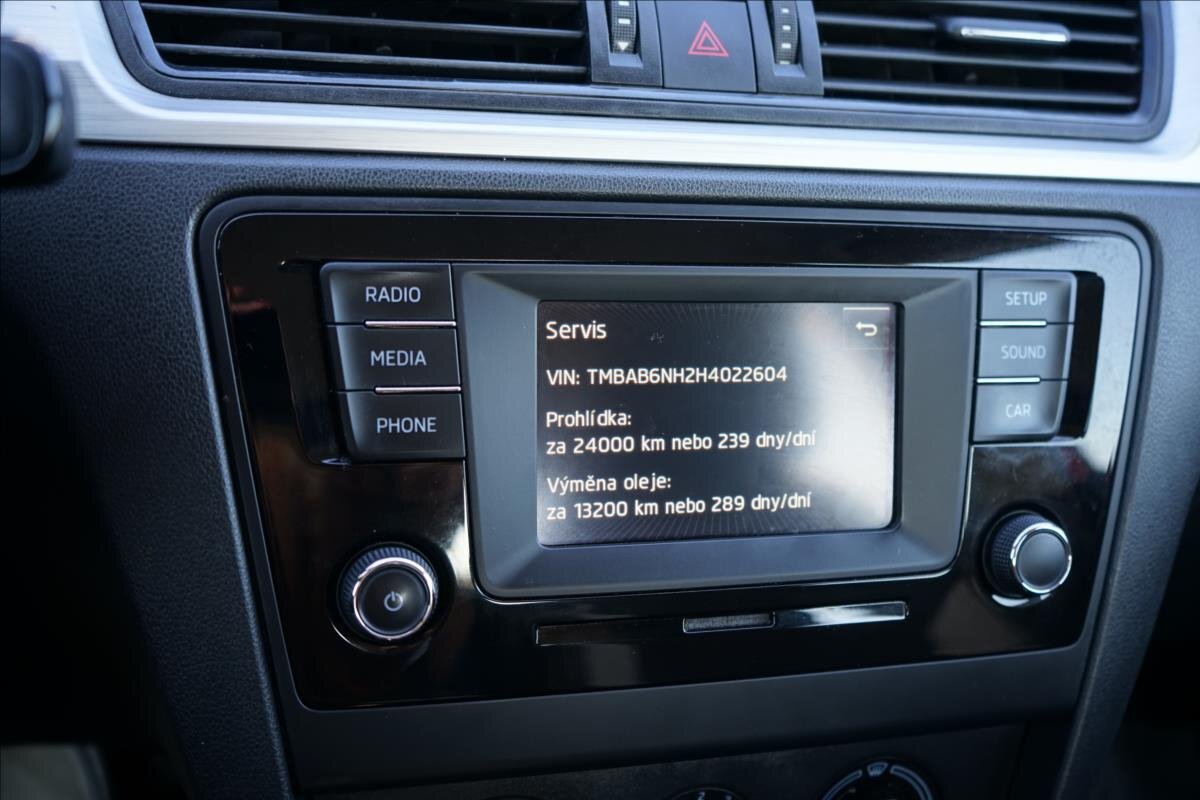 RADIO
MEDIA
PHONE
Servis
VIN: TMBAB6NH2H4022604
Prohlídka:
za 24000 km nebo 239 dny/dní
Výměna oleje:
za 13200 km nebo 289 dny/dní
SETUP
SOUND
CAR